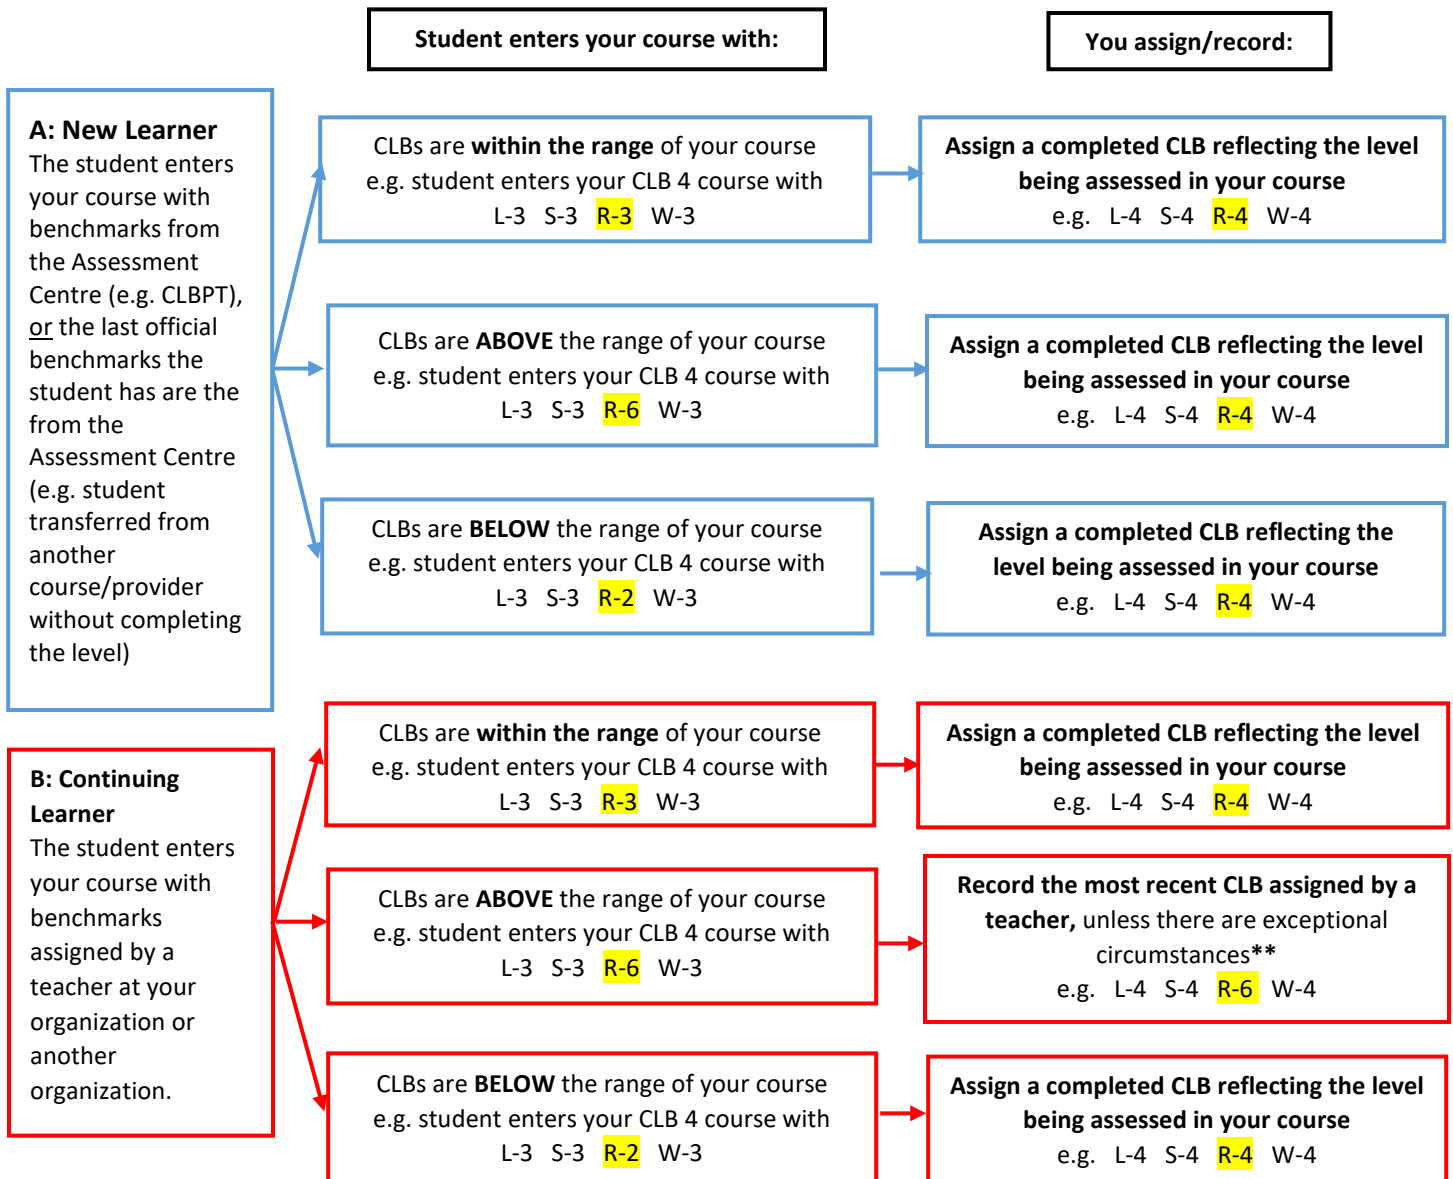 Student enters your course with:
You assign/record:
A: New Learner
The student enters
your course with
benchmarks from
the Assessment
Centre (e.g. CLBPT),
or the last official
benchmarks the
student has are the
from the
Assessment Centre
(e.g. student
transferred from
another
course/provider
without completing
the level)
CLBs are within the range of your course
e.g. student enters your CLB 4 course with
L-3 S-3 R-3 W-3
Assign a completed CLB reflecting the level
being assessed in your course
e.g. L-4 S-4 R-4 W-4
CLBs are ABOVE the range of your course
e.g. student enters your CLB 4 course with
L-3 S-3 R-6 W-3
Assign a completed CLB reflecting the level
being assessed in your course
e.g. L-4 S-4 R-4 W-4
CLBs are BELOW the range of your course
e.g. student enters your CLB 4 course with
L-3 S-3 R-2 W-3
Assign a completed CLB reflecting the
level being assessed in your course
e.g. L-4 S-4 R-4 W-4
B: Continuing
Learner
The student enters
your course with
benchmarks
assigned by a
teacher at your
organization or
another
organization.
CLBs are within the range of your course
e.g. student enters your CLB 4 course with
L-3 S-3 R-3 W-3
Assign a completed CLB reflecting the level
being assessed in your course
e.g. L-4 S-4 R-4 W-4
CLBs are ABOVE the range of your course
e.g. student enters your CLB 4 course with
L-3 S-3 R-6 W-3
Record the most recent CLB assigned by a
teacher, unless there are exceptional
circumstances**
e.g. L-4 S-4 R-6 W-4
CLBs are BELOW the range of your course
e.g. student enters your CLB 4 course with
L-3 S-3 R-2 W-3
Assign a completed CLB reflecting the level
being assessed in your course
e.g. L-4 S-4 R-4 W-4